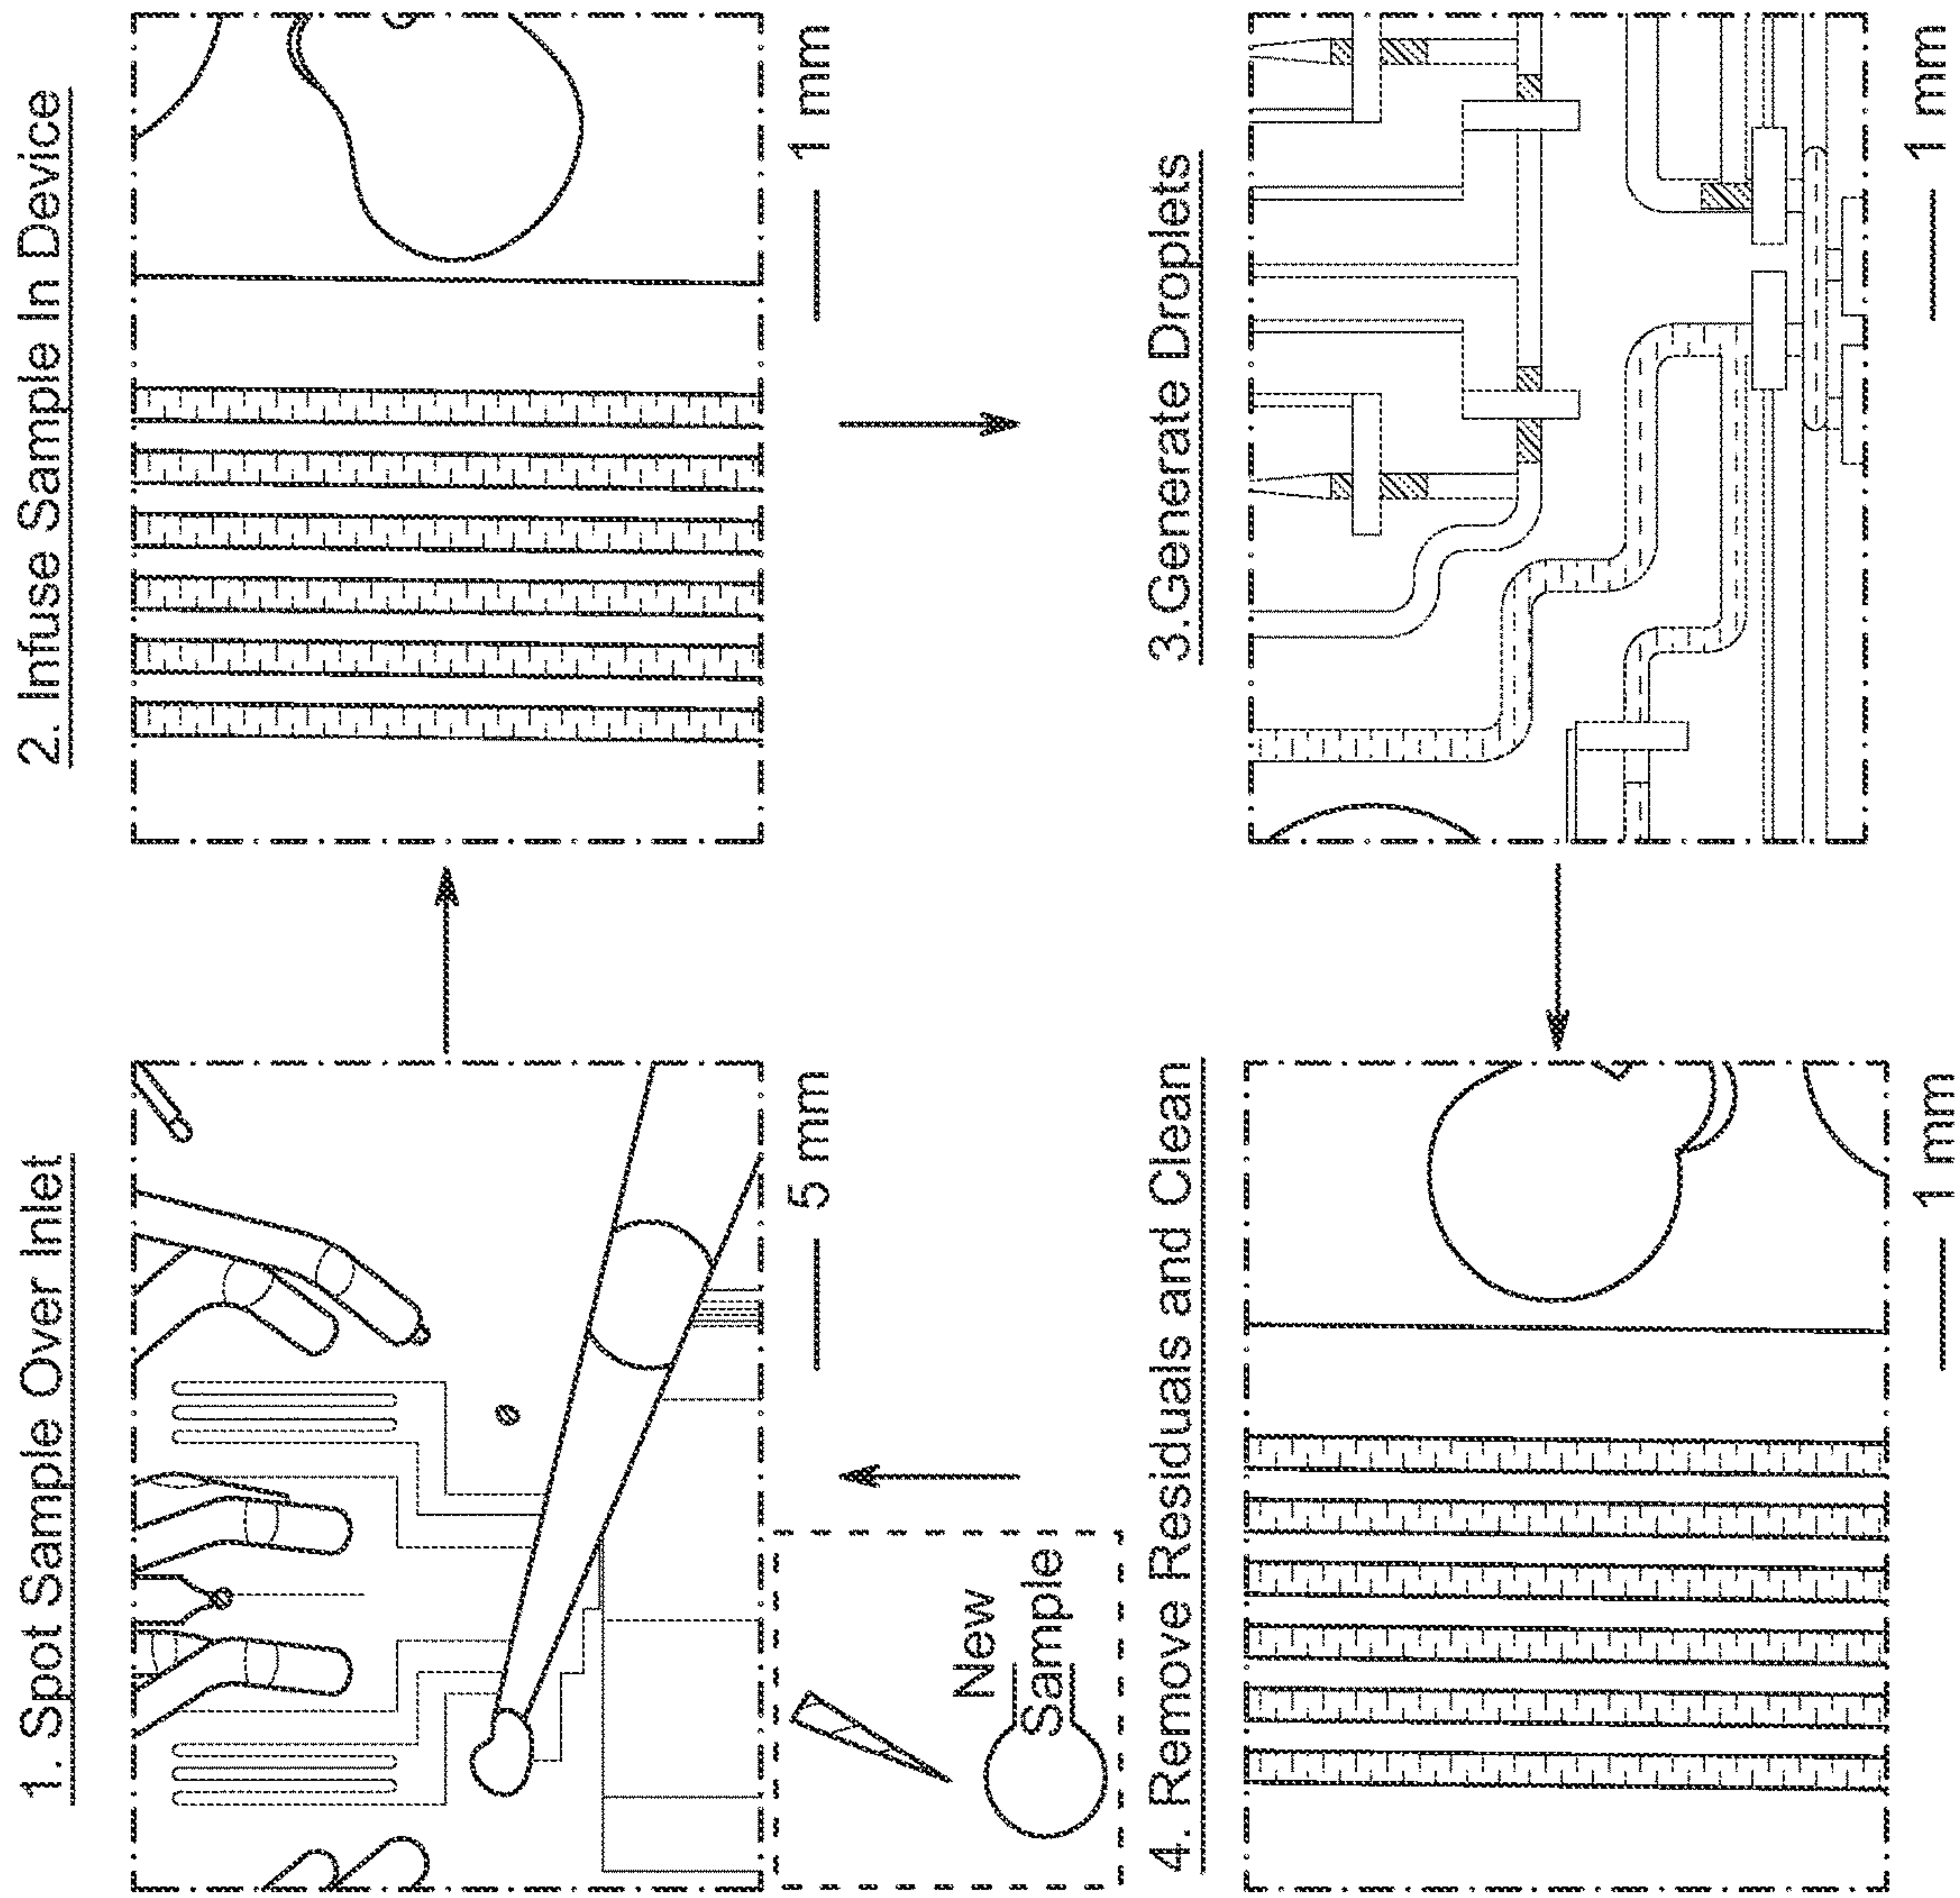 1. Spot Sample Over Inlet
5 mm
2. Infuse Sample In Device
1 mm
3.Generate Droplets
1 mm
4. Remove Residuals and Clean
1 mm
New
Sample